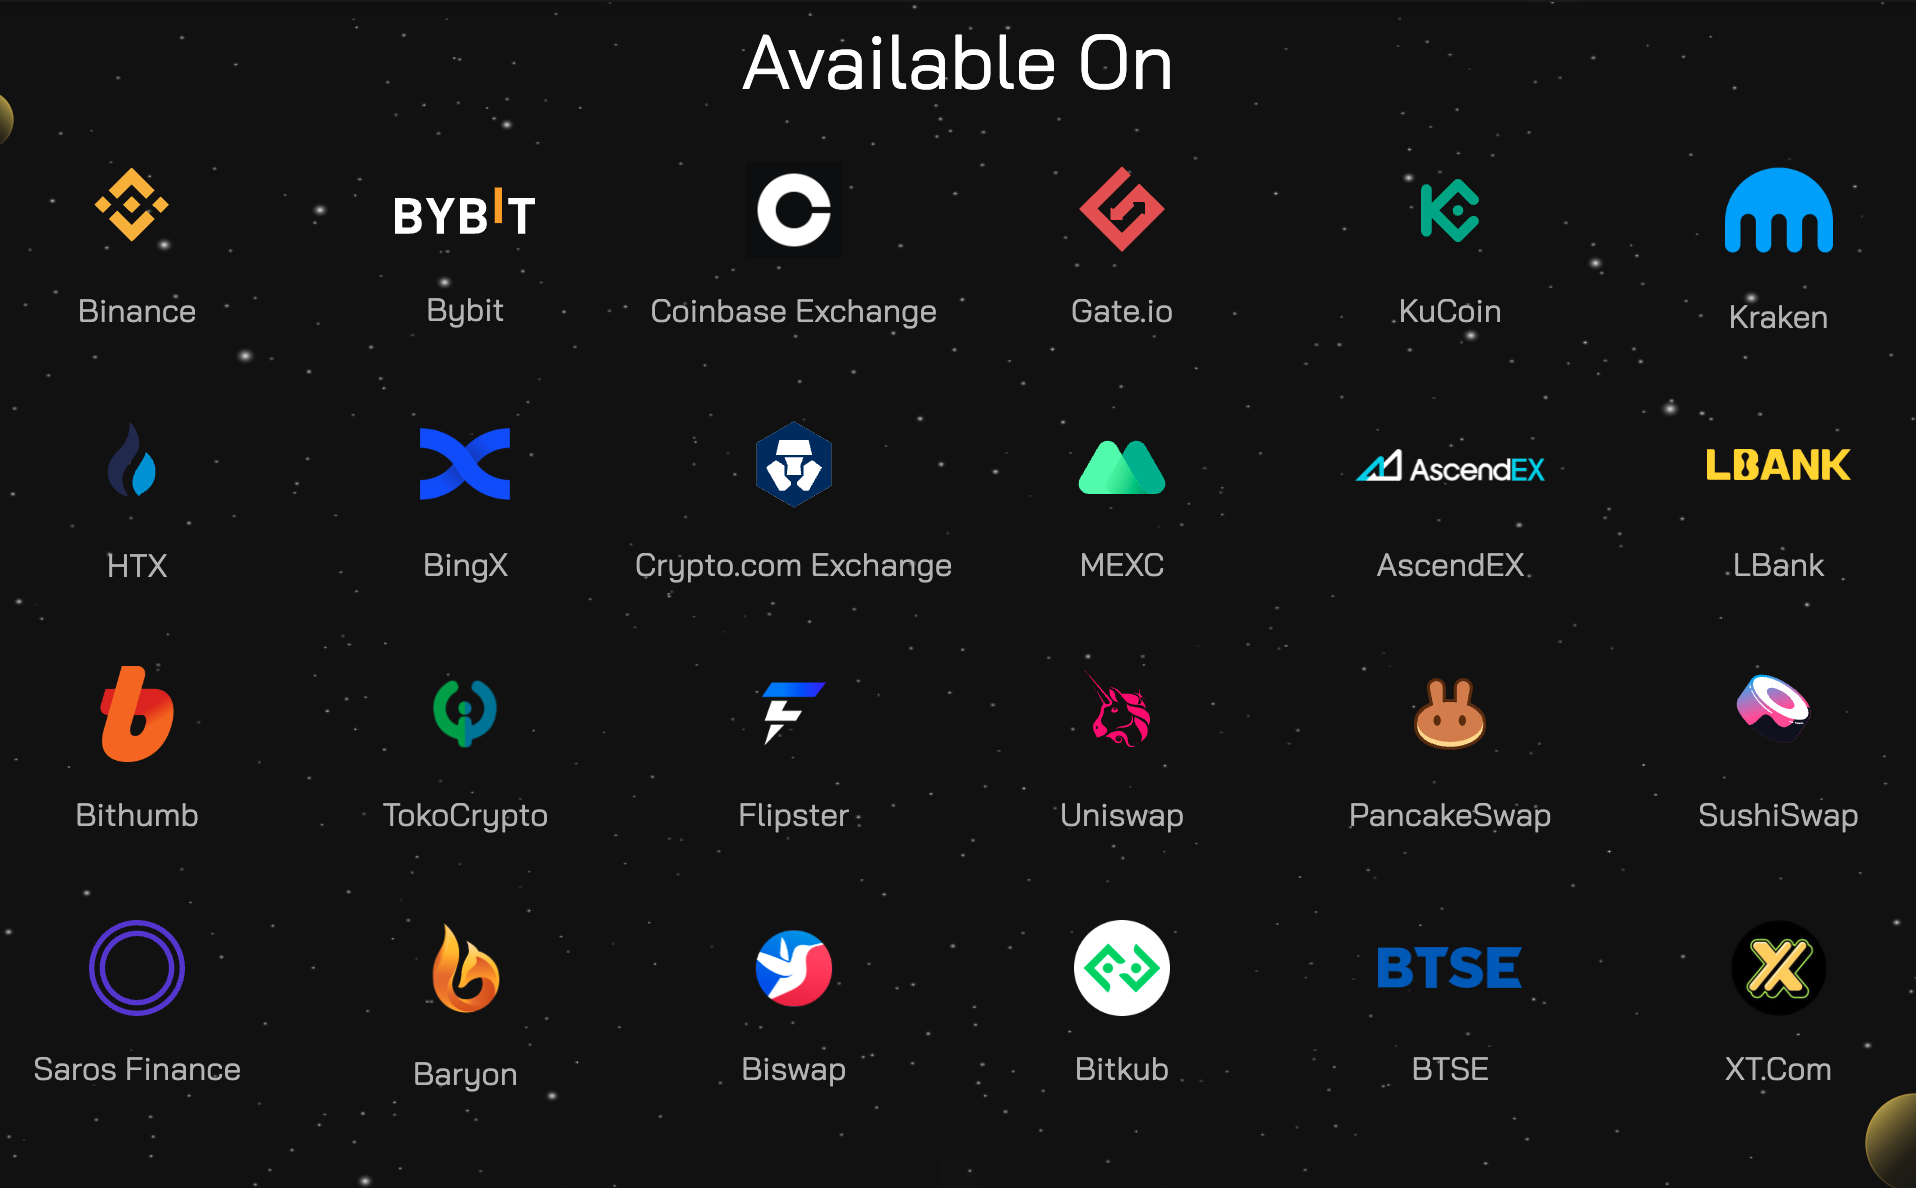 Available On
BYBIT
Binance
Bybit
Coinbase Exchange
Gate.io
KuCoin
Kraken
AscendEX
LBANK
HTX
BingX
Crypto.com Exchange
MEXC
AscendEX
LBank
Bithumb
TokoCrypto
Flipster
Uniswap
PancakeSwap
SushiSwap
BTSE
Saros Finance
Baryon
Biswap
Bitkub
BTSE
XT.Com